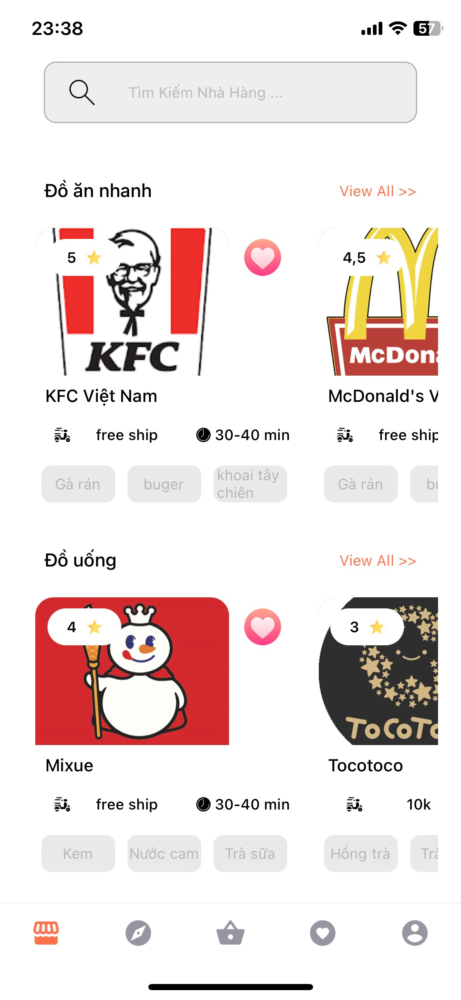 23:38
57
Tìm Kiếm Nhà Hàng ...
Đồ ăn nhanh
View All >>
5
4,5
KFC
McDona
KFC Việt Nam
McDonald's V
free ship
30-40 min
free ship
Gà rán
buger
khoai tây
chiên
Gà rán
bu
Đồ uống
View All >>
4
3
ToCoTo
Mixue
Tocotoco
free ship
30-40 min
10k
Kem
Nước cam
Trà sữa
Hồng trà
Trà